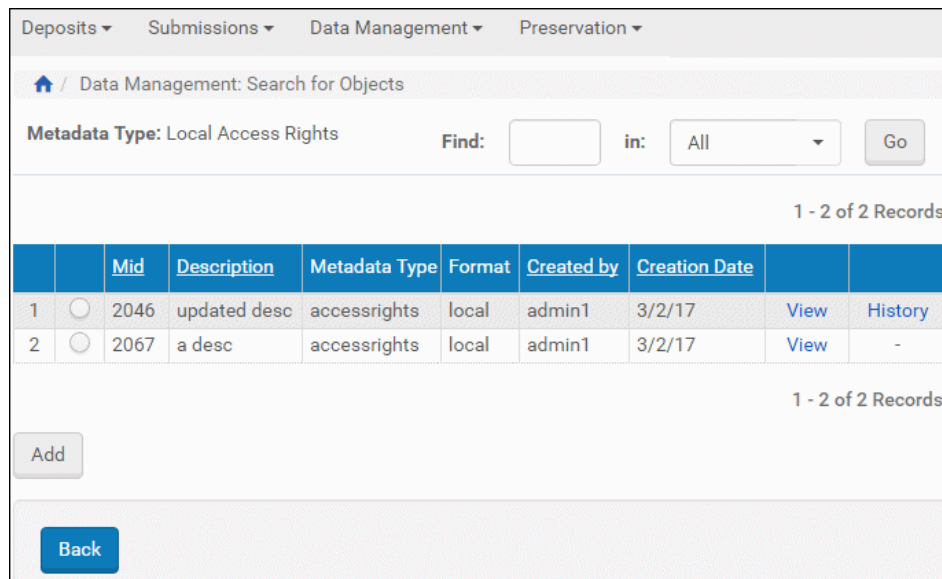 Deposits Submissions Data Management Preservation
/ Data Management: Search for Objects
Metadata Type: Local Access Rights Find: in: All Go
1 - 2 of 2 Records
Mid Description Metadata Type Format Created by Creation Date
1 2046 updated desc accessrights local admin1 3/2/17 View History
2 2067 a desc accessrights local admin1 3/2/17 View -
1 - 2 of 2 Records
Add
Back